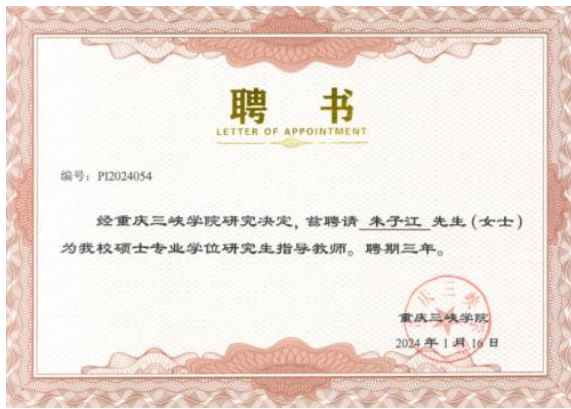 聘 书
LETTER OF APPOINTMENT
编号：PI2024054
经重庆三峡学院研究决定，兹聘请 朱子江 先生（女士）
为我校硕士专业学位研究生指导教师。聘期三年。
重庆三峡学院
2024 年 1 月 16 日